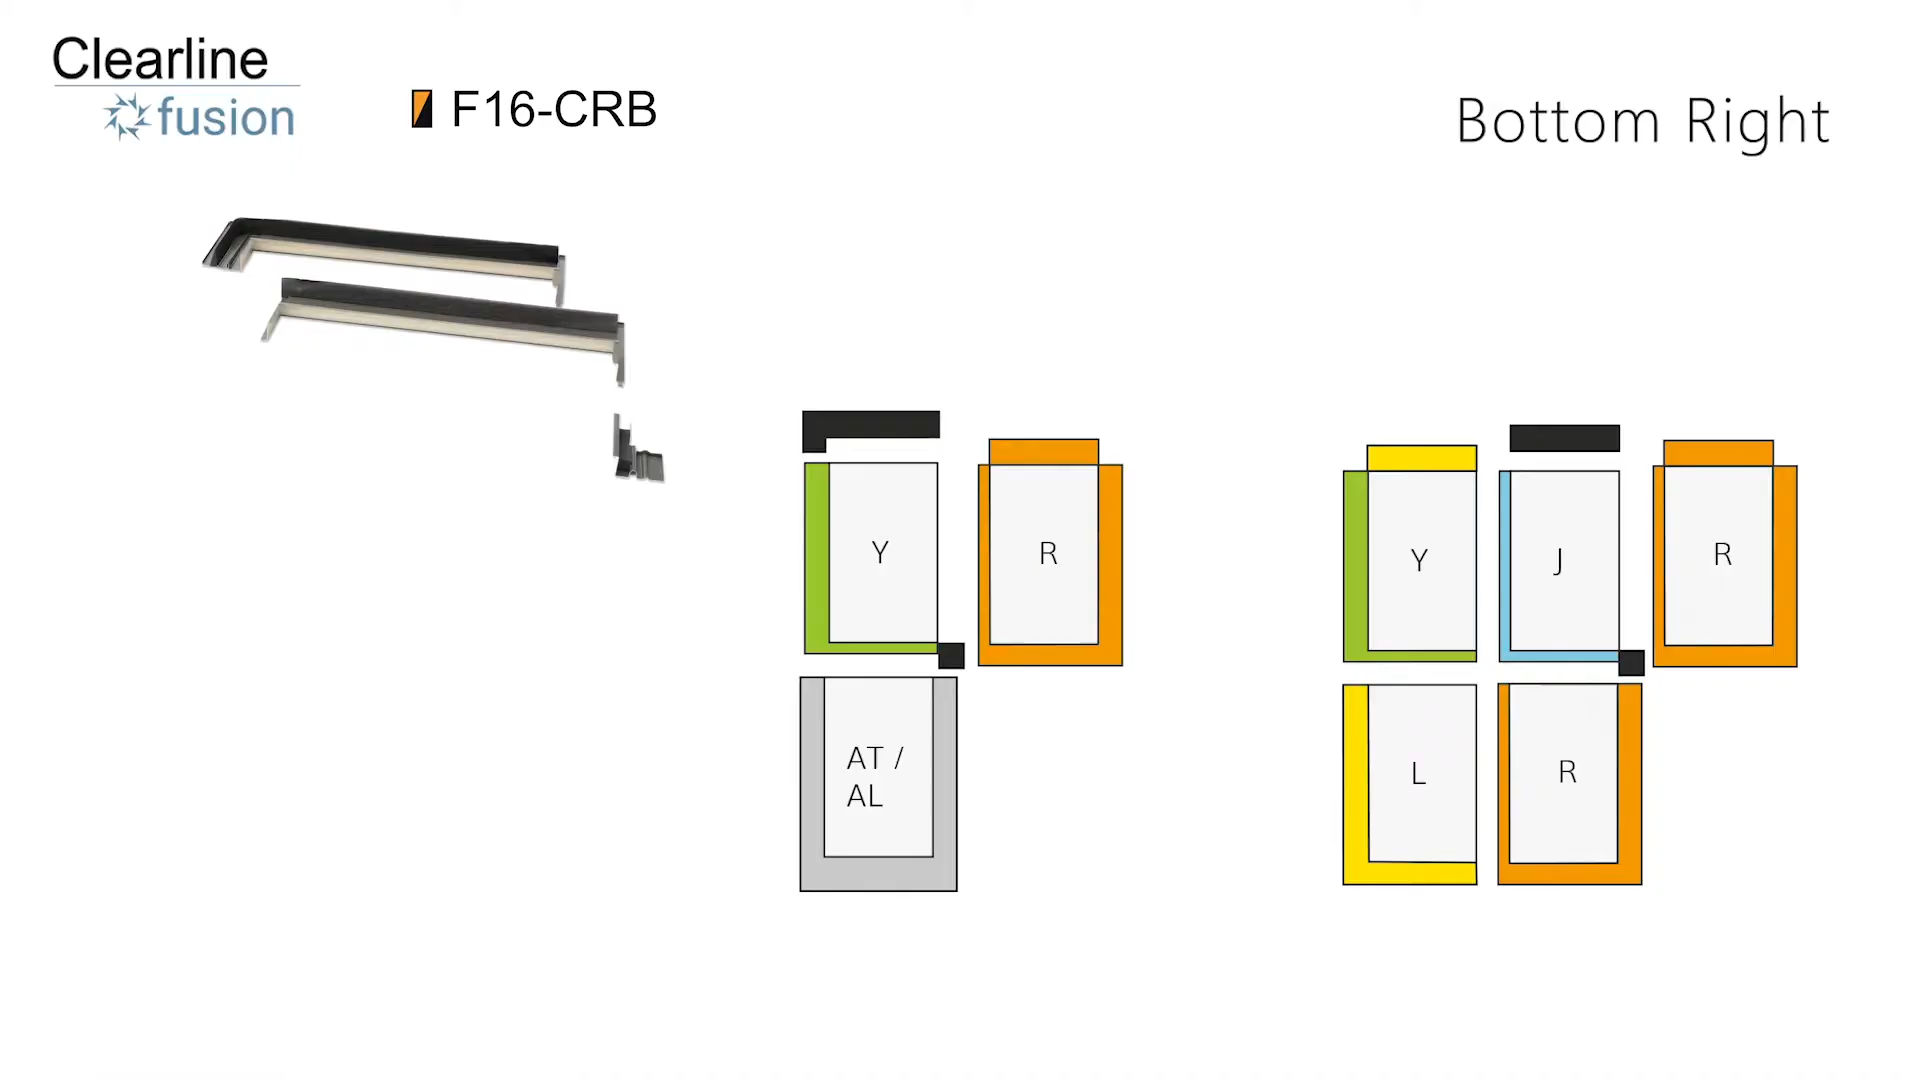 Clearline
fusion
F16-CRB
Bottom Right
Y
R
AT /
AL
Y
J
R
L
R